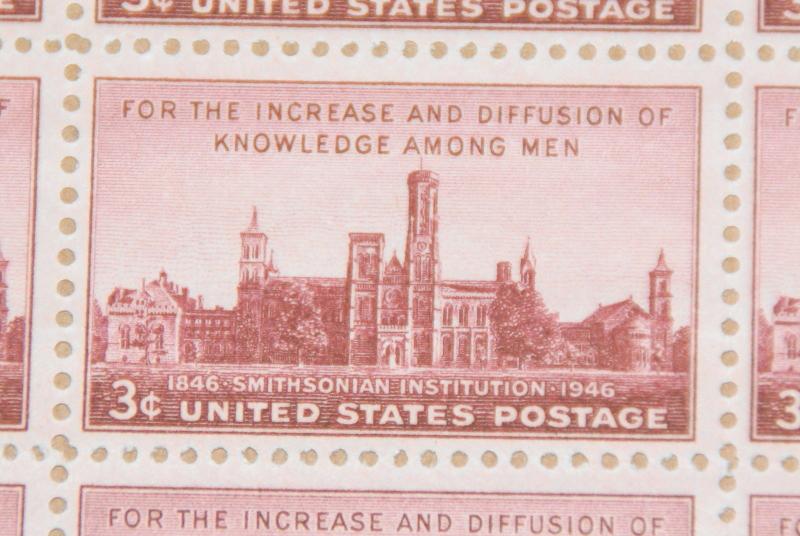 3¢ UNITED STATES POSTAGE
FOR THE INCREASE AND DIFFUSION OF
KNOWLEDGE AMONG MEN
1846·SMITHSONIAN INSTITUTION·1946
3¢ UNITED STATES POSTAGE
FOR THE INCREASE AND DIFFUSION OF